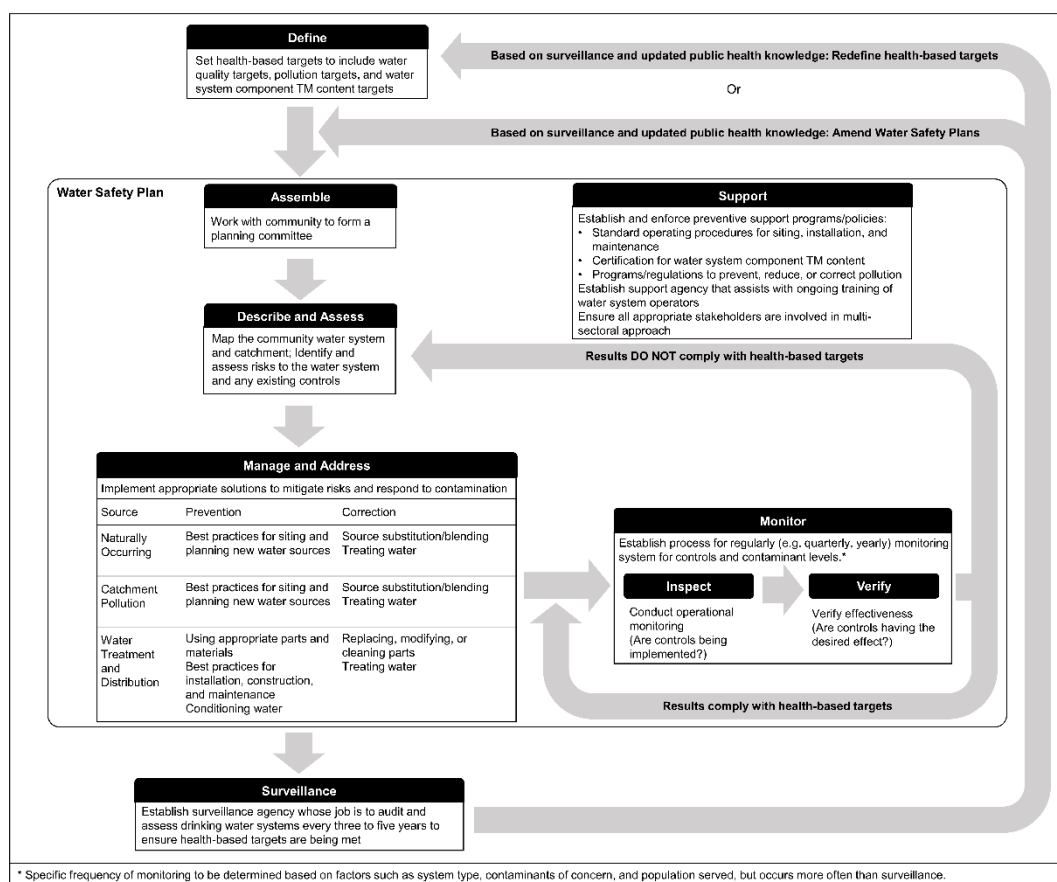 Define
Set health-based targets to include water
quality targets, pollution targets, and water
system component TM content targets
Based on surveillance and updated public health knowledge: Redefine health-based targets
Or
Based on surveillance and updated public health knowledge: Amend Water Safety Plans
Water Safety Plan
Assemble
Work with community to form a
planning committee
Support
Establish and enforce preventive support programs/policies:
• Standard operating procedures for siting, installation, and
maintenance
• Certification for water system component TM content
• Programs/regulations to prevent, reduce, or correct pollution
Establish support agency that assists with ongoing training of
water system operators
Ensure all appropriate stakeholders are involved in multi-
sectoral approach
Describe and Assess
Map the community water system
and catchment; Identify and
assess risks to the water system
and any existing controls
Results DO NOT comply with health-based targets
Manage and Address
Implement appropriate solutions to mitigate risks and respond to contamination
Source Prevention Correction
Naturally Best practices for siting and Source substitution/blending
Occurring planning new water sources Treating water
Catchment Best practices for siting and Source substitution/blending
Pollution planning new water sources Treating water
Water Using appropriate parts and Replacing, modifying, or
Treatment materials cleaning parts
and Best practices for Treating water
Distribution installation, construction,
and maintenance
Conditioning water
Monitor
Establish process for regularly (e.g. quarterly, yearly) monitoring
system for controls and contaminant levels.*
Inspect
Conduct operational
monitoring
(Are controls being
implemented?)
Verify
Verify effectiveness
(Are controls having the
desired effect?)
Results comply with health-based targets
Surveillance
Establish surveillance agency whose job is to audit and
assess drinking water systems every three to five years to
ensure health-based targets are being met
* Specific frequency of monitoring to be determined based on factors such as system type, contaminants of concern, and population served, but occurs more often than surveillance.